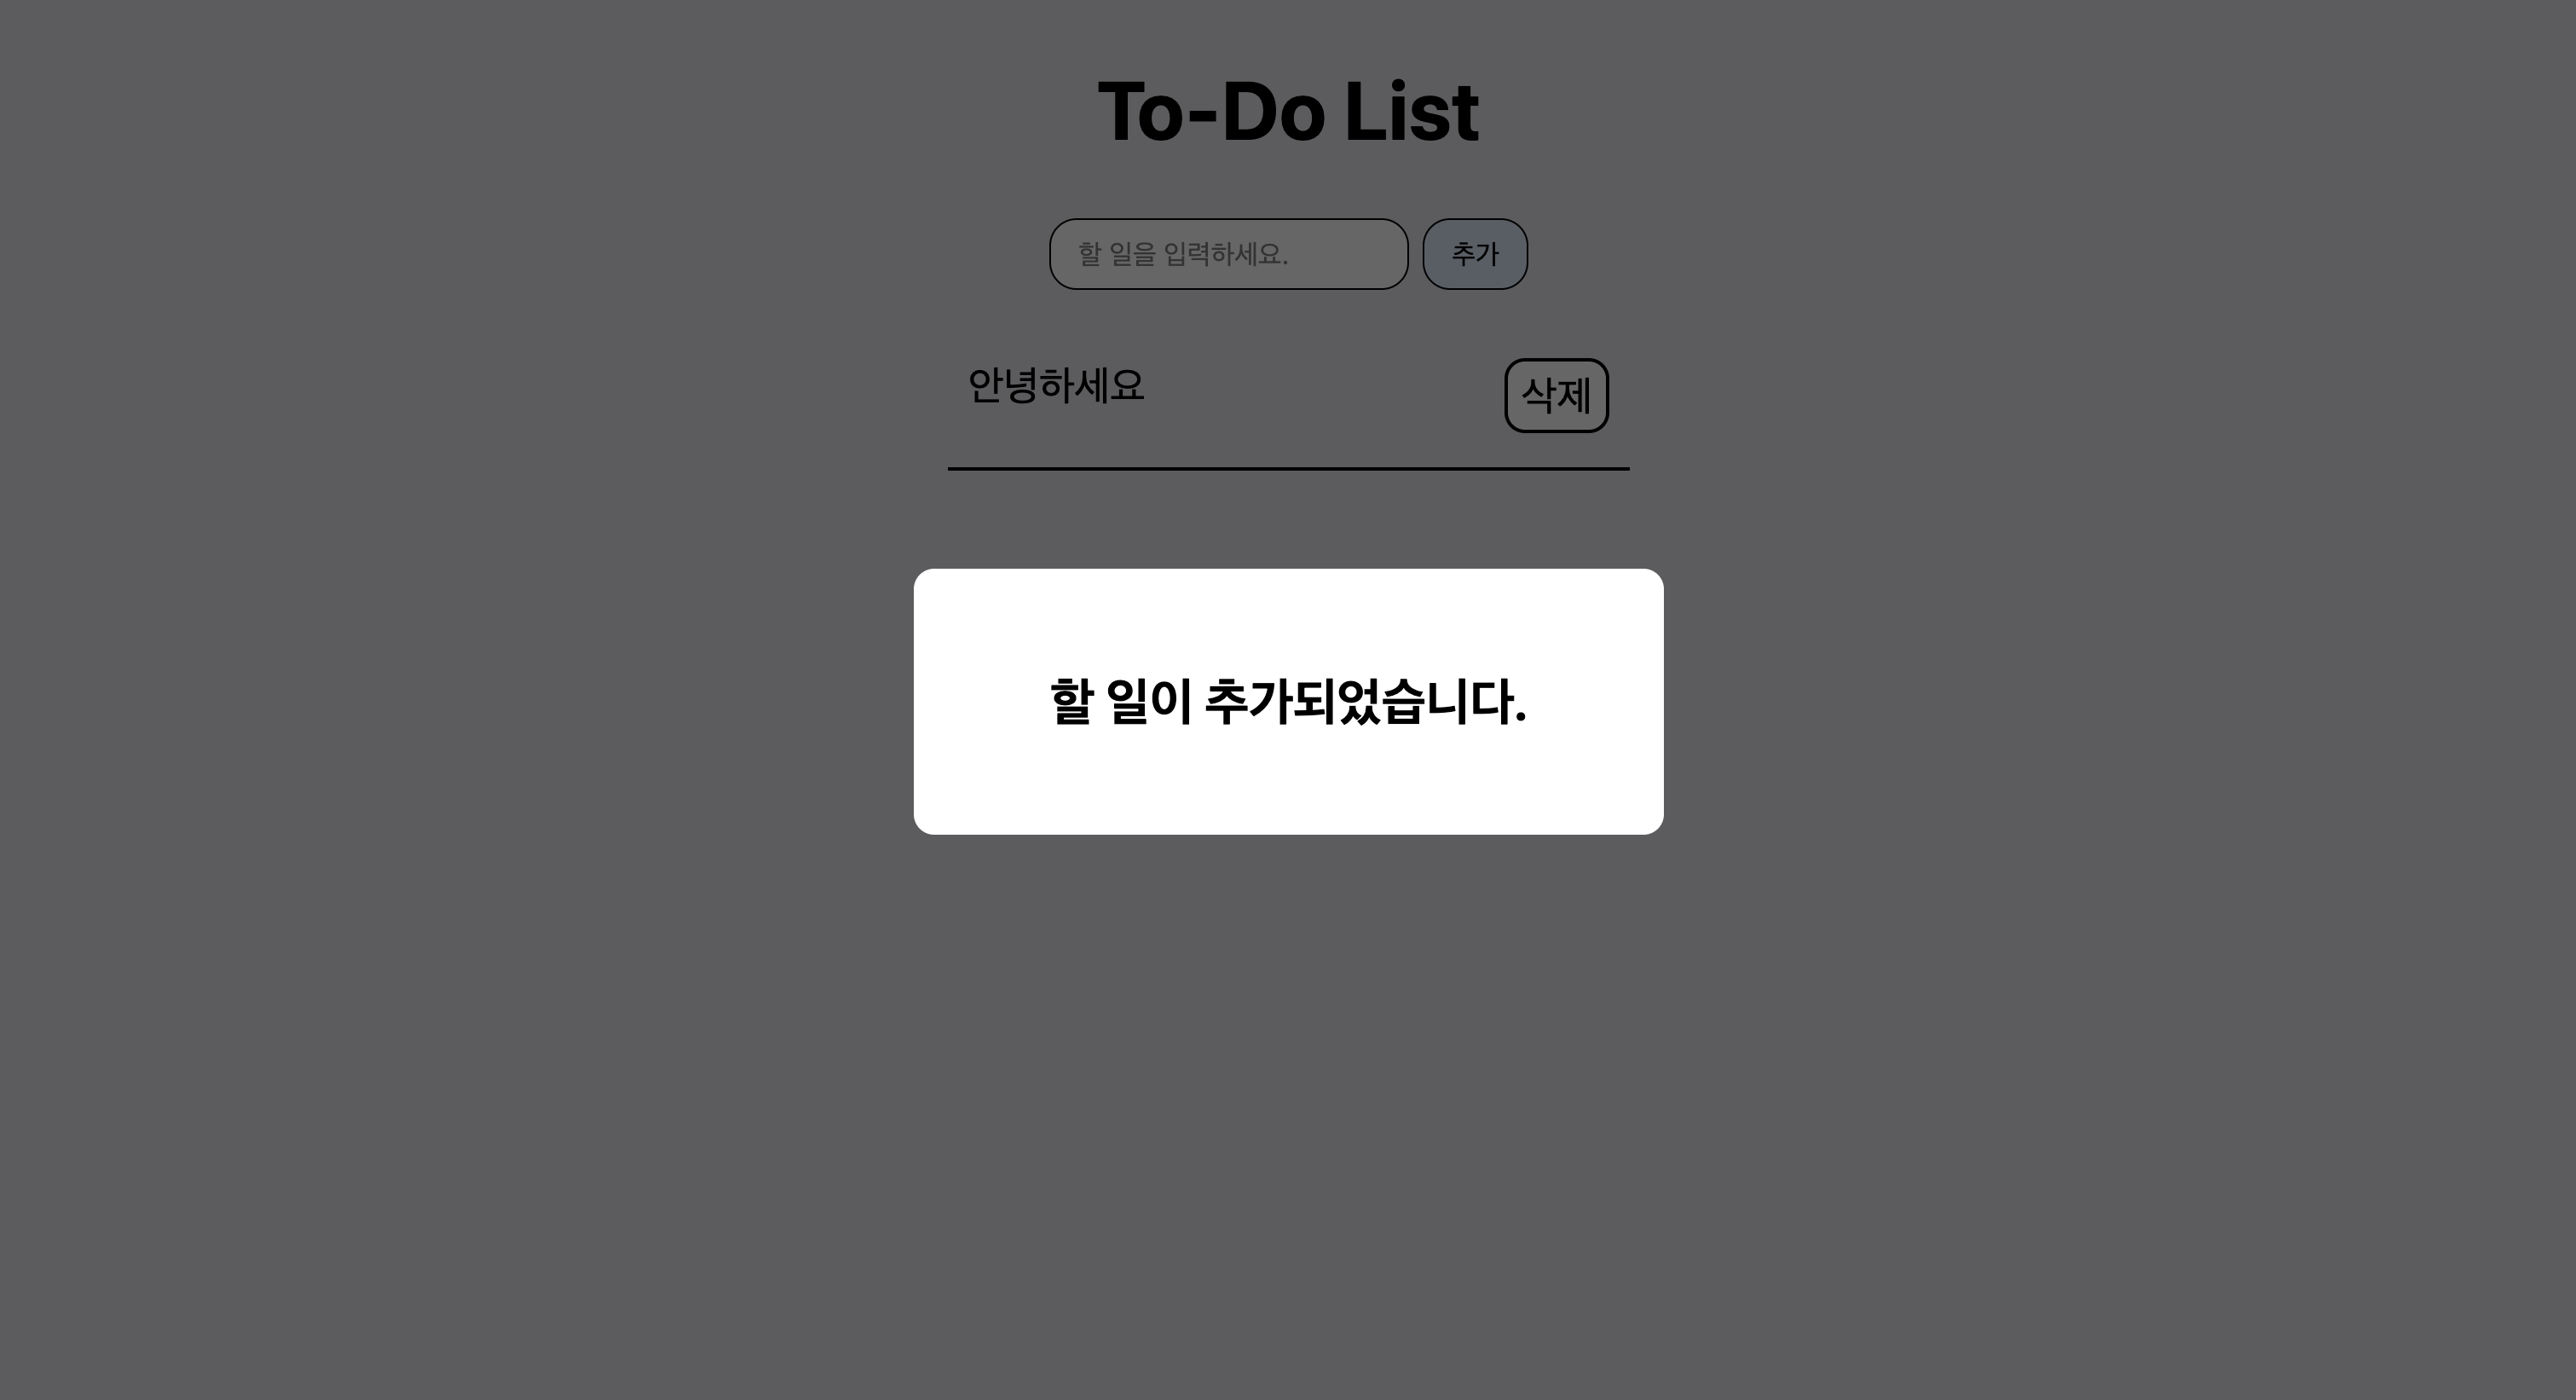 To-Do List
할 일을 입력하세요.
추가
안녕하세요
삭제
할 일이 추가되었습니다.